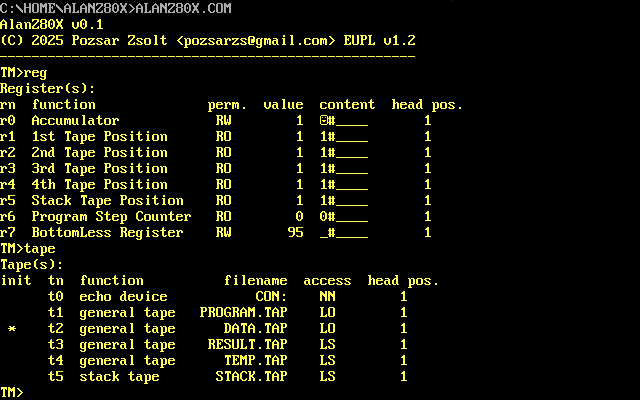 C:\HOME\ALANZ80X>ALANZ80X.COM
AlanZ80X v0.1
(C) 2025 Pozsar Zsolt <pozsarzs@gmail.com> EUPL v1.2
----------------------------------------------------
TM>reg
Register(s):
rn  function              perm.  value  content  head pos.
r0  Accumulator            RW        1  ☺#____       1
r1  1st Tape Position      RO        1  1#____       1
r2  2nd Tape Position      RO        1  1#____       1
r3  3rd Tape Position      RO        1  1#____       1
r4  4th Tape Position      RO        1  1#____       1
r5  Stack Tape Position    RO        1  1#____       1
r6  Program Step Counter   RO        0  0#____       1
r7  BottomLess Register    RW       95  _#____       1
TM>tape
Tape(s):
init  tn  function          filename  access  head pos.
      t0  echo device           CON:    NN        1
      t1  general tape   PROGRAM.TAP    LO        1
 *    t2  general tape      DATA.TAP    LO        1
      t3  general tape    RESULT.TAP    LS        1
      t4  general tape      TEMP.TAP    LS        1
      t5  stack tape       STACK.TAP    LS        1
TM>